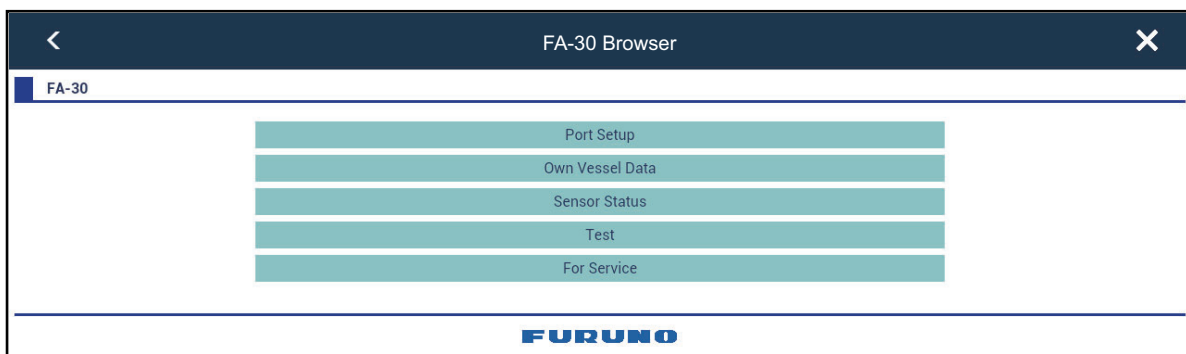 FA-30 Browser
FA-30
Port Setup
Own Vessel Data
Sensor Status
Test
For Service
FURUNO